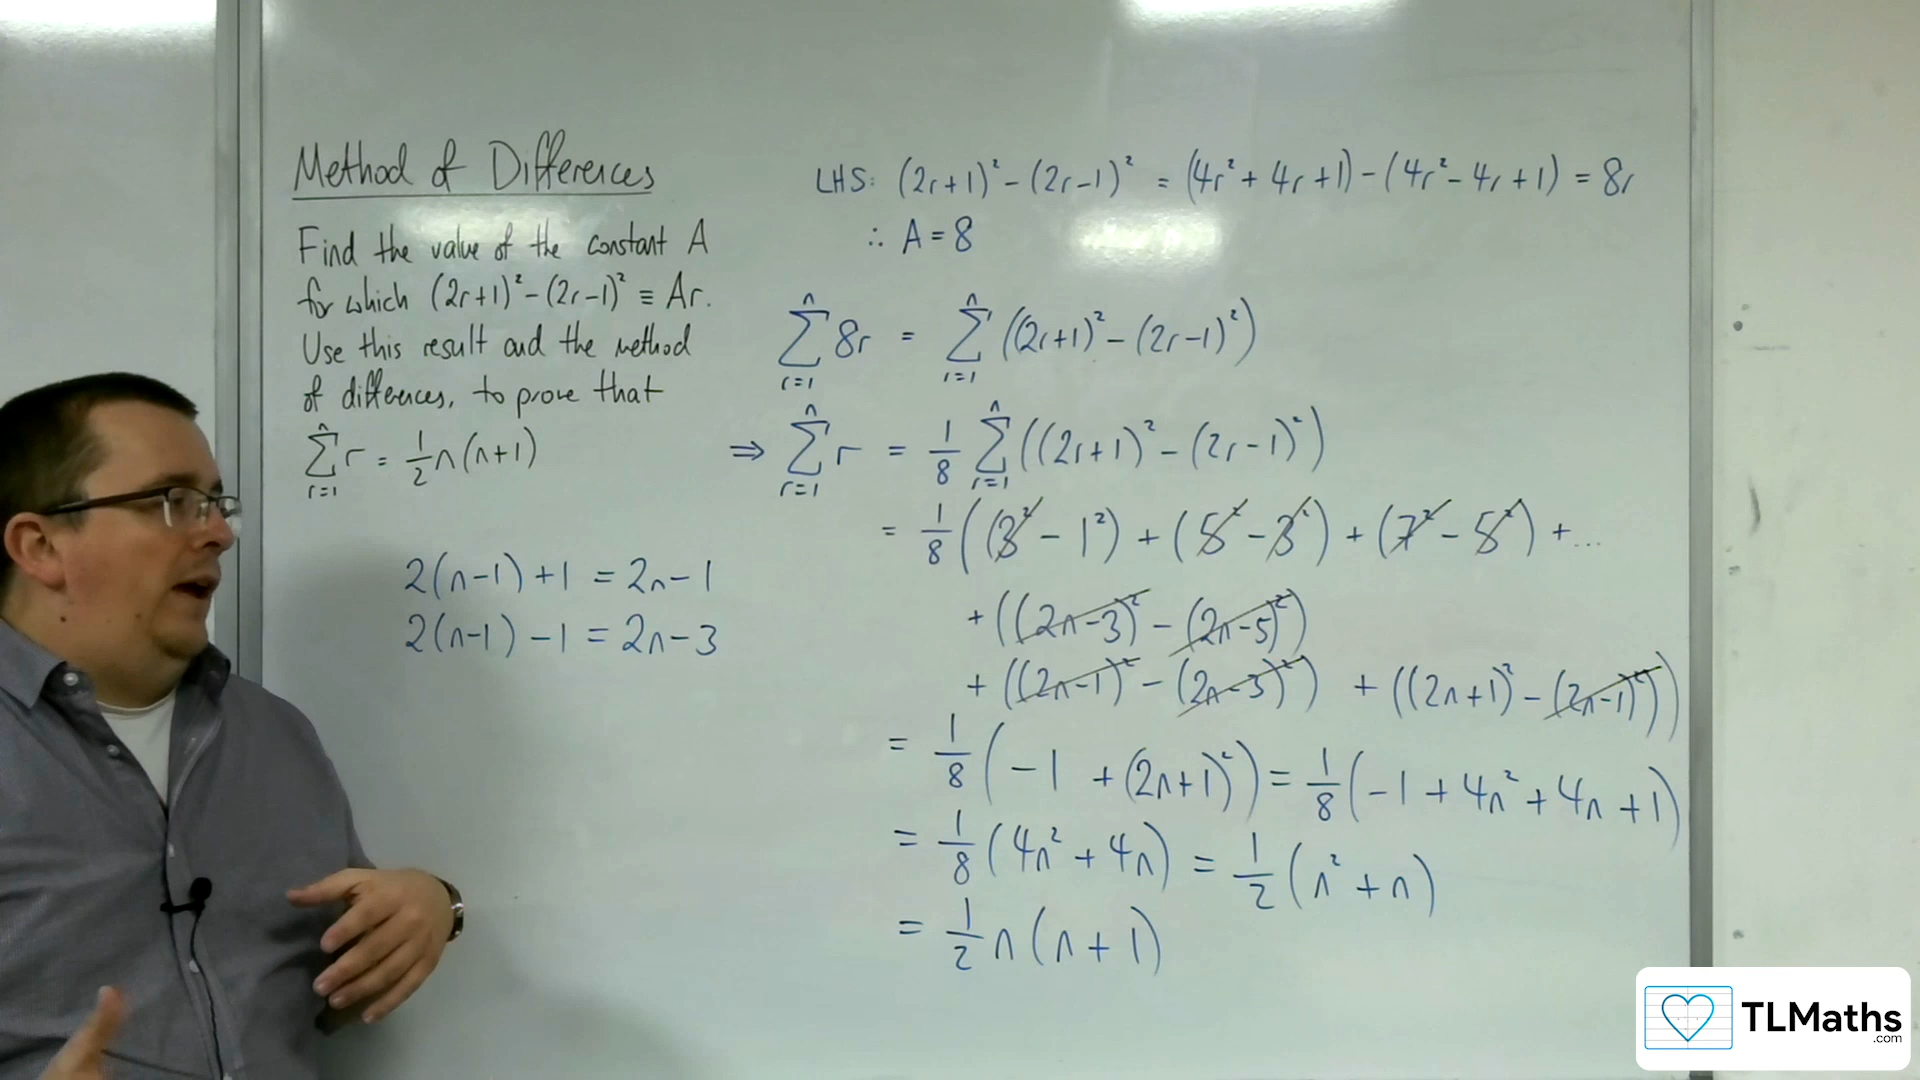 Method of Differences
Find the value of the constant A
for which (2r+1)² - (2r-1)² ≡ Ar.
Use this result and the method
of differences, to prove that
∑_{r=1}^{n} r = 1/2 n(n+1)
2(n-1) + 1 = 2n - 1
2(n-1) - 1 = 2n - 3
LHS: (2r+1)² - (2r-1)² = (4r² + 4r + 1) - (4r² - 4r + 1) = 8r
∴ A = 8
∑_{r=1}^{n} 8r = ∑_{r=1}^{n} ((2r+1)² - (2r-1)²)
⇒ ∑_{r=1}^{n} r = 1/8 ∑_{r=1}^{n} ((2r+1)² - (2r-1)²)
= 1/8 ((3² - 1²) + (5² - 3²) + (7² - 5²) + ...
+ ((2n-3)² - (2n-5)²)
+ ((2n-1)² - (2n-3)²) + ((2n+1)² - (2n-1)²))
= 1/8 (-1 + (2n+1)²) = 1/8 (-1 + 4n² + 4n + 1)
= 1/8 (4n² + 4n) = 1/2 (n² + n)
= 1/2 n(n+1)
TLMaths
.com